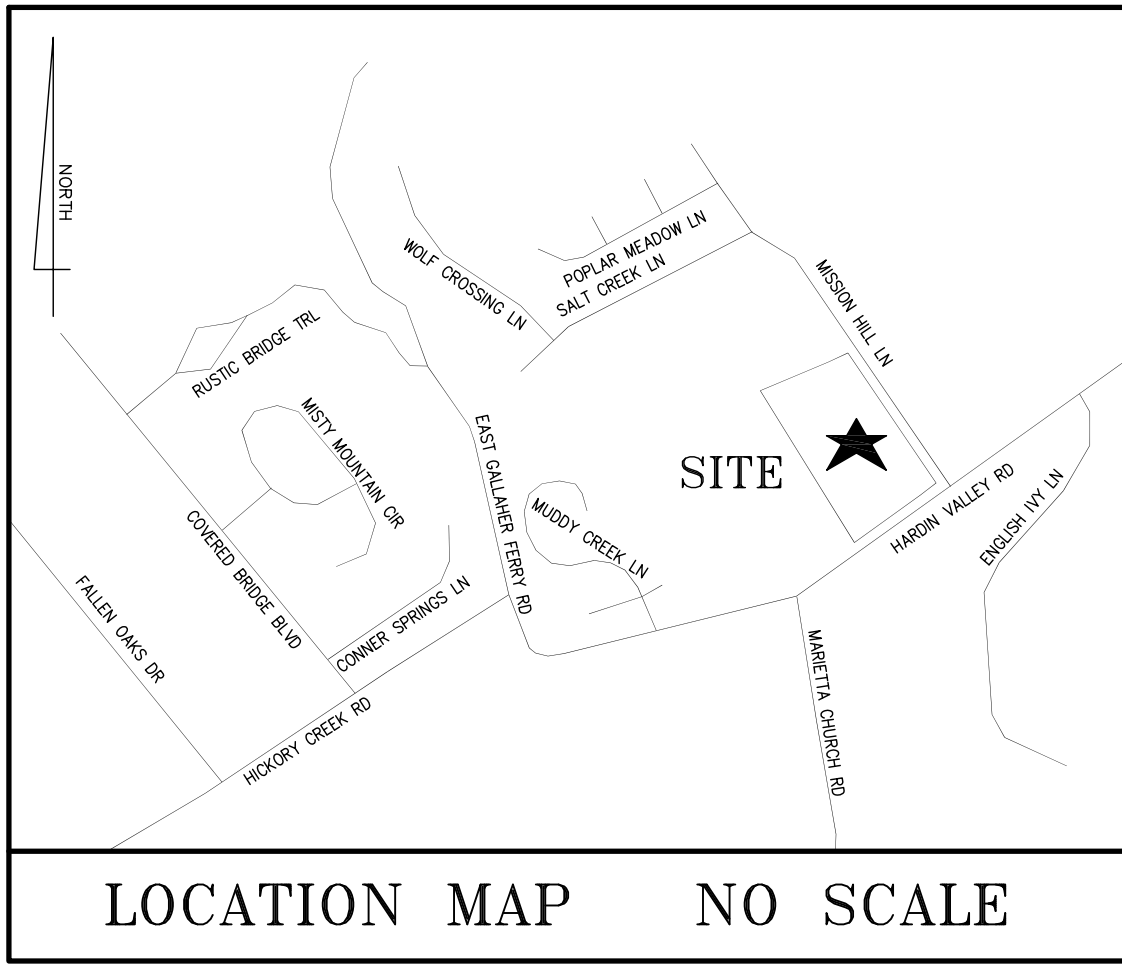 NORTH
WOLF CROSSING LN
POPLAR MEADOW LN
SALT CREEK LN
MISSION HILL LN
RUSTIC BRIDGE TRL
MISTY MOUNTAIN CIR
EAST GALLAHER FERRY RD
SITE
MUDDY CREEK LN
HARDIN VALLEY RD
ENGLISH IVY LN
COVERED BRIDGE BLVD
FALLEN OAKS DR
CONNER SPRINGS LN
HICKORY CREEK RD
MARIETTA CHURCH RD
LOCATION MAP NO SCALE